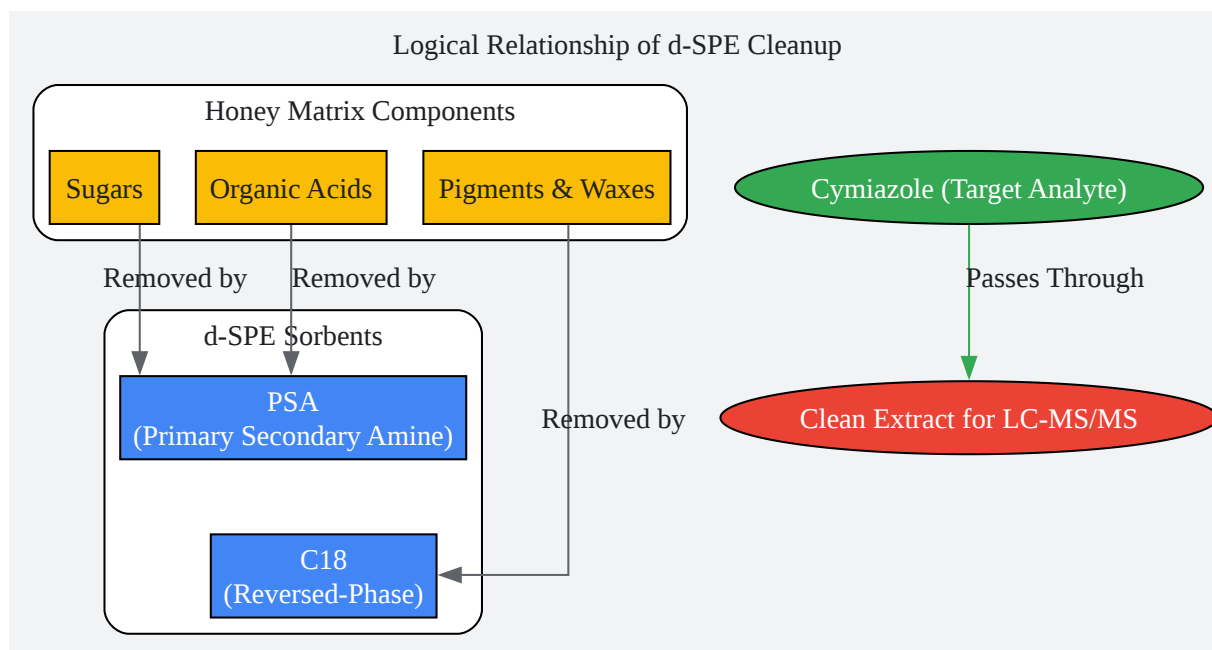 Logical Relationship of d-SPE Cleanup
Honey Matrix Components
Sugars
Organic Acids
Pigments & Waxes
Cymiazole (Target Analyte)
Removed by
Removed by
Passes Through
d-SPE Sorbents
PSA
(Primary Secondary Amine)
Removed by
Clean Extract for LC-MS/MS
C18
(Reversed-Phase)